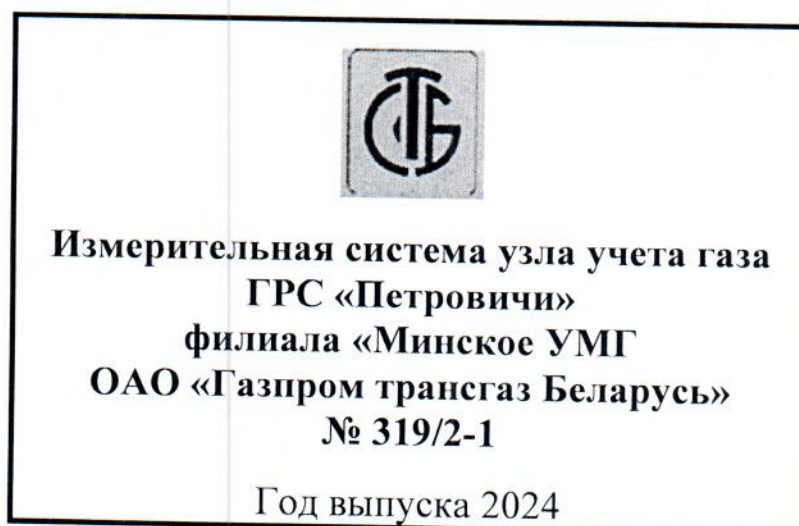 СТБ
Измерительная система узла учета газа
ГРС «Петровичи»
филиала «Минское УМГ
ОАО «Газпром трансгаз Беларусь»
№ 319/2-1
Год выпуска 2024